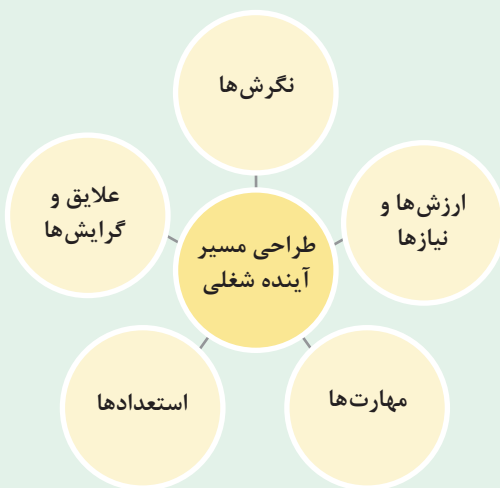 نگرش‌ها
ارزش‌ها و
نیازها
علایق و
گرایش‌ها
طراحی مسیر
آینده شغلی
مهارت‌ها
استعدادها